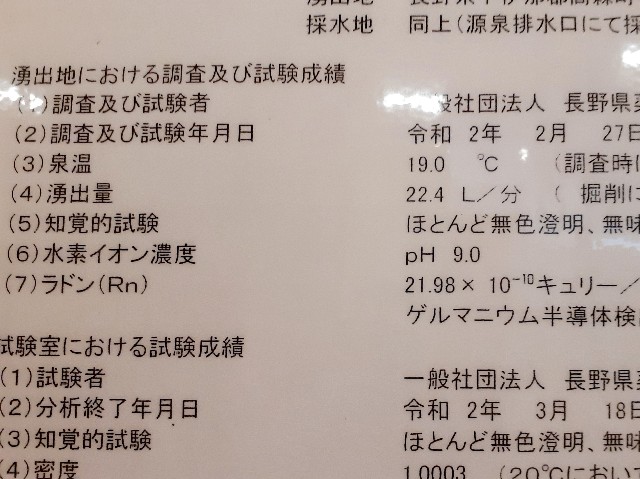 採水地 同上(源泉排水口にて採
湧出地における調査及び試験成績
(1)調査及び試験者 般社団法人 長野県薬
(2)調査及び試験年月日 令和 2年 2月 27日
(3)泉温 19.0 ℃ (調査時
(4)湧出量 22.4 L/分 ( 掘削に
(5)知覚的試験 ほとんど無色澄明、無味
(6)水素イオン濃度 pH 9.0
(7)ラドン(Rn) 21.98× 10⁻¹⁰キュリー/
ゲルマニウム半導体検
試験室における試験成績
(1)試験者 一般社団法人 長野県薬
(2)分析終了年月日 令和 2年 3月 18日
(3)知覚的試験 ほとんど無色澄明、無味
(4)密度 1.0003 (20℃において